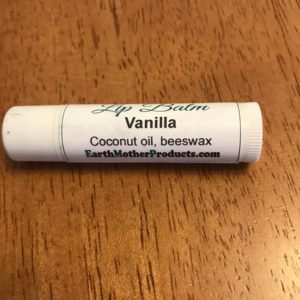 Lip Balm
Vanilla
Coconut oil, beeswax
EarthMotherProducts.com